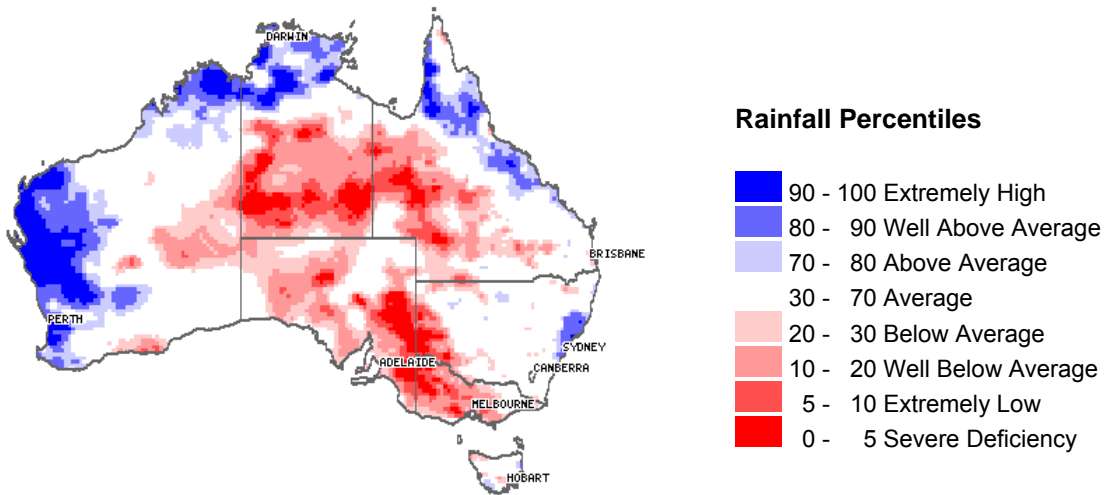 DARWIN
BRISBANE
PERTH
SYDNEY
ADELAIDE
CANBERRA
MELBOURNE
HOBART
Rainfall Percentiles
90 - 100 Extremely High
80 - 90 Well Above Average
70 - 80 Above Average
30 - 70 Average
20 - 30 Below Average
10 - 20 Well Below Average
5 - 10 Extremely Low
0 - 5 Severe Deficiency